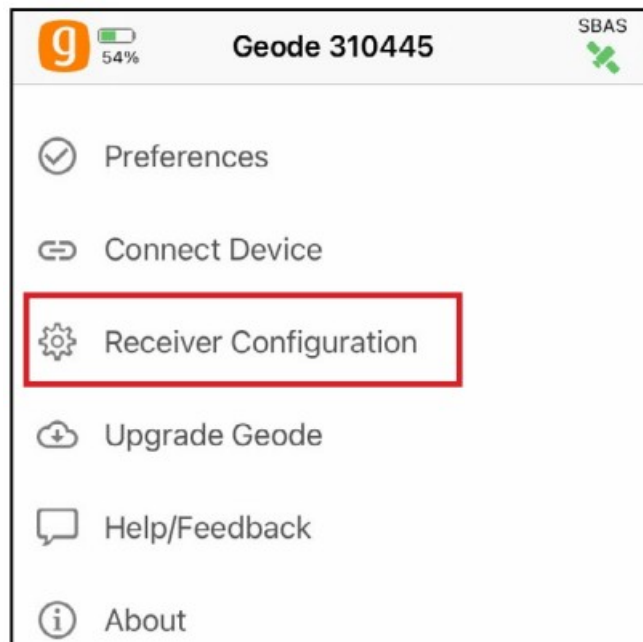 g
54%
Geode 310445
SBAS
Preferences
Connect Device
Receiver Configuration
Upgrade Geode
Help/Feedback
About